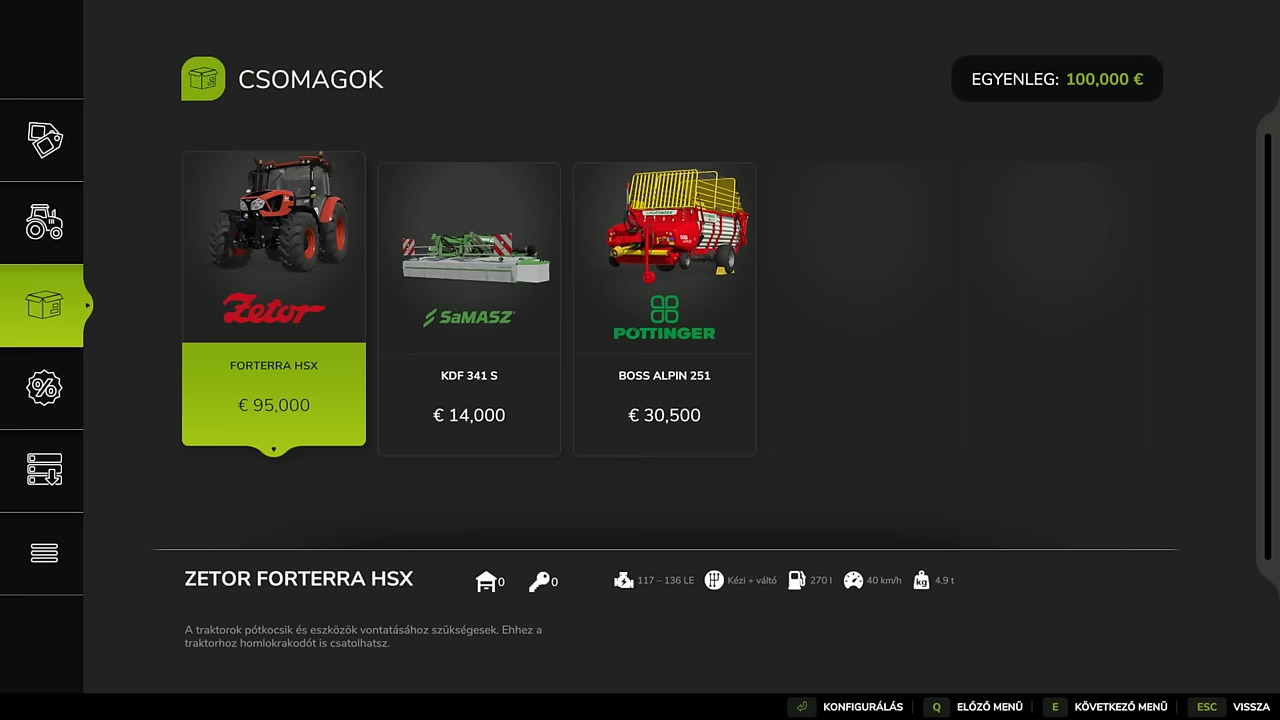 CSOMAGOK
EGYENLEG: 100,000 €
Zetor
SaMASZ
PÖTTINGER
FORTERRA HSX
€ 95,000
KDF 341 S
€ 14,000
BOSS ALPIN 251
€ 30,500
ZETOR FORTERRA HSX
0
0
117 – 136 LE
Kézi + váltó
270 l
40 km/h
kg
4.9 t
A traktorok pótkocsik és eszközök vontatásához szükségesek. Ehhez a
traktorhoz homlokrakodót is csatolhatsz.
KONFIGURÁLÁS
Q ELŐZŐ MENÜ
E KÖVETKEZŐ MENÜ
ESC VISSZA